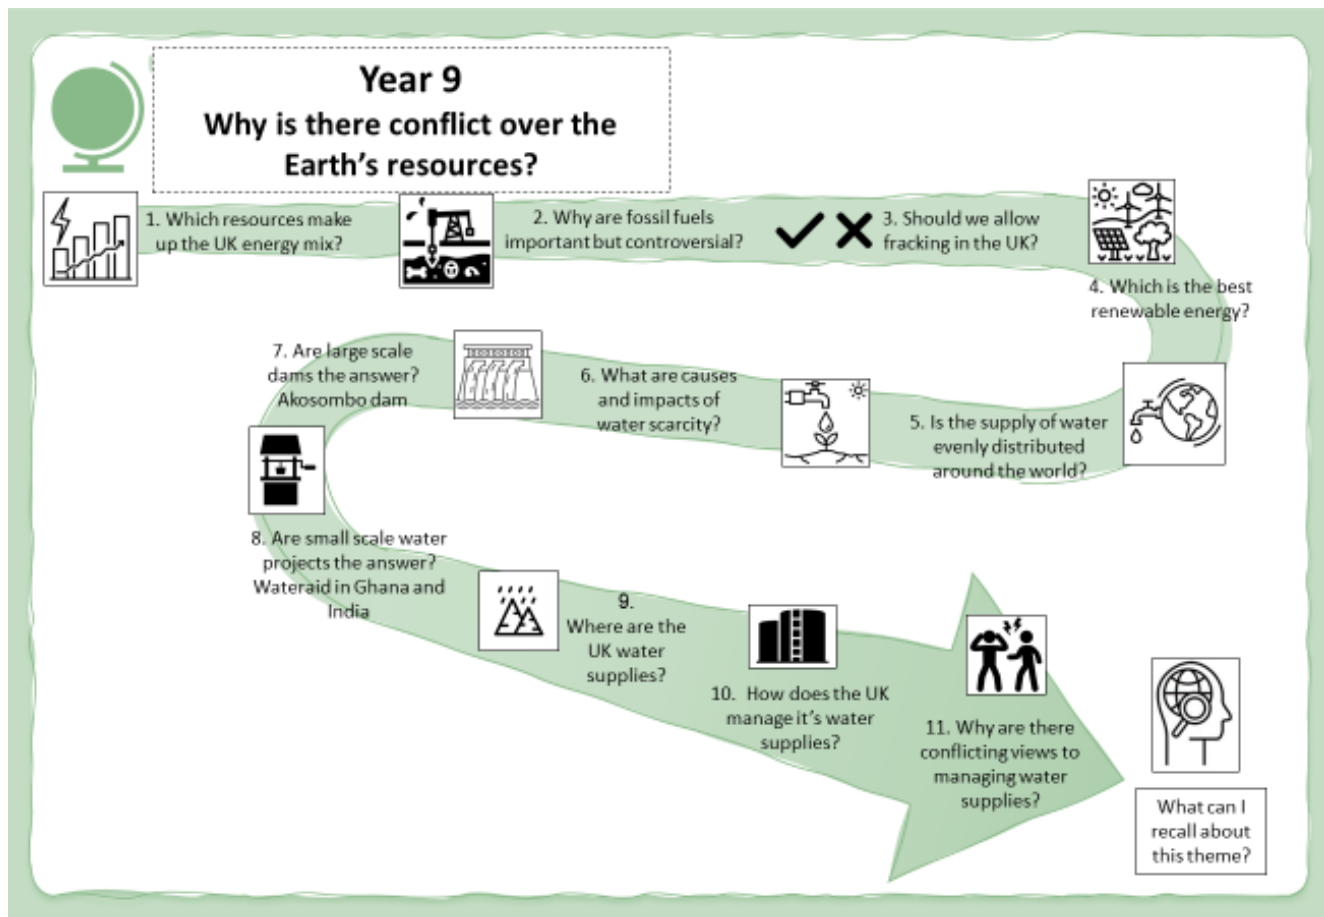 Year 9
Why is there conflict over the
Earth's resources?
1. Which resources make
up the UK energy mix?
2. Why are fossil fuels
important but controversial?
3. Should we allow
fracking in the UK?
4. Which is the best
renewable energy?
5. Is the supply of water
evenly distributed
around the world?
6. What are causes
and impacts of
water scarcity?
7. Are large scale
dams the answer?
Akosombo dam
8. Are small scale water
projects the answer?
Wateraid in Ghana and
India
9.
Where are the
UK water
supplies?
10. How does the UK
manage it's water
supplies?
11. Why are there
conflicting views to
managing water
supplies?
What can I
recall about
this theme?